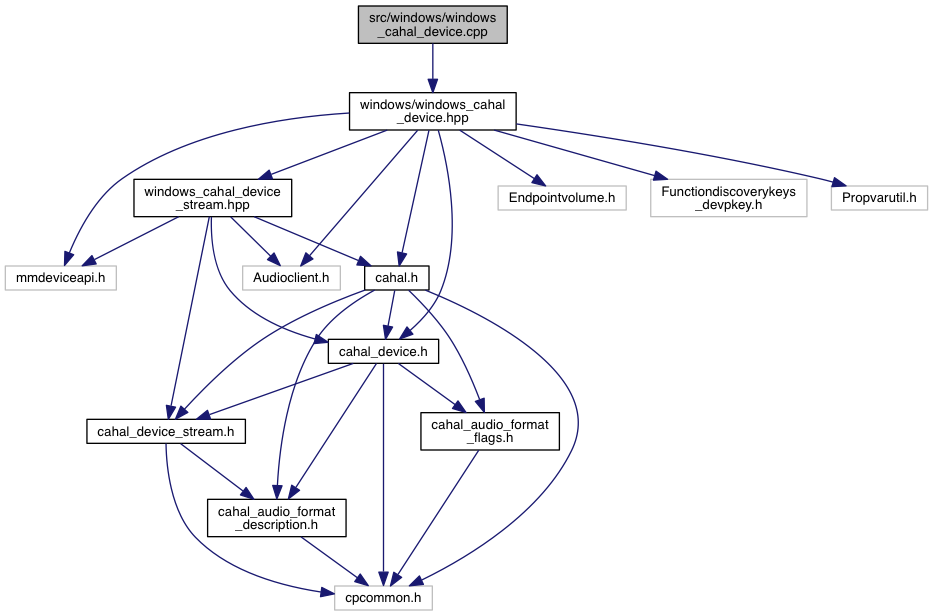 src/windows/windows
_cahal_device.cpp
windows/windows_cahal
_device.hpp
windows_cahal_device
_stream.hpp
Endpointvolume.h
Functiondiscoverykeys
_devpkey.h
Propvarutil.h
mmdeviceapi.h
Audioclient.h
cahal.h
cahal_device.h
cahal_device_stream.h
cahal_audio_format
_flags.h
cahal_audio_format
_description.h
cpcommon.h